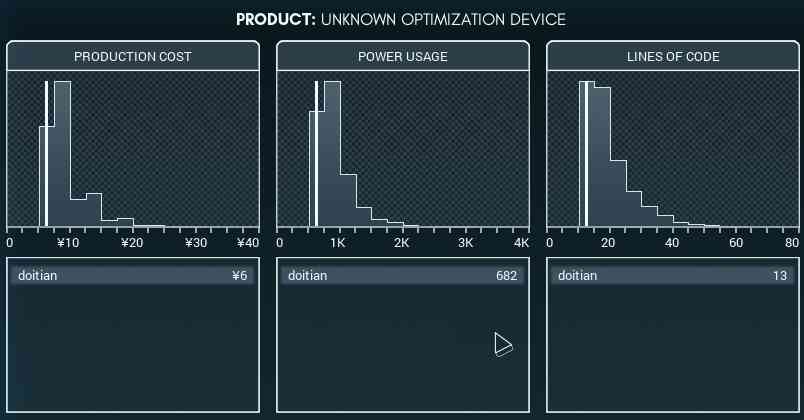 PRODUCT: UNKNOWN OPTIMIZATION DEVICE
PRODUCTION COST
POWER USAGE
LINES OF CODE
0 ¥10 ¥20 ¥30 ¥40
0 1K 2K 3K 4K
0 20 40 60 80
doitian ¥6
doitian 682
doitian 13